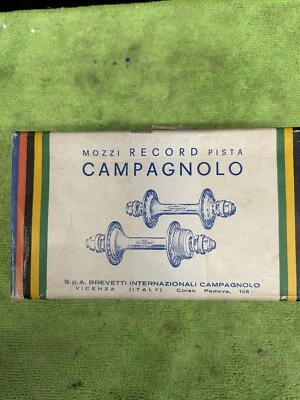 MOZZI RECORD PISTA
CAMPAGNOLO
S.p.A. BREVETTI INTERNAZIONALI CAMPAGNOLO
VICENZA (ITALY) Corso Padova, 168